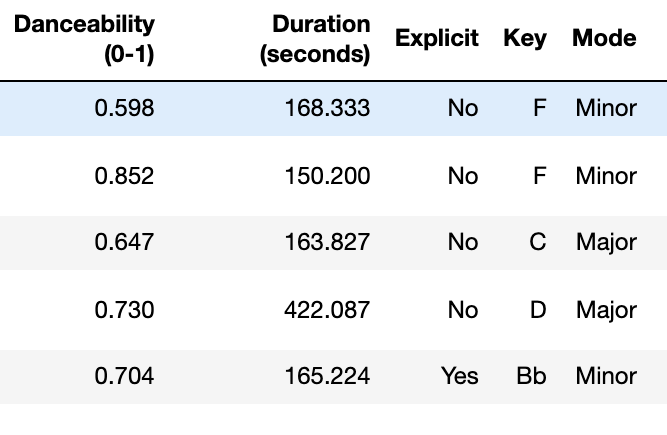 Danceability (0-1) Duration (seconds) Explicit Key Mode
0.598 168.333 No F Minor
0.852 150.200 No F Minor
0.647 163.827 No C Major
0.730 422.087 No D Major
0.704 165.224 Yes Bb Minor